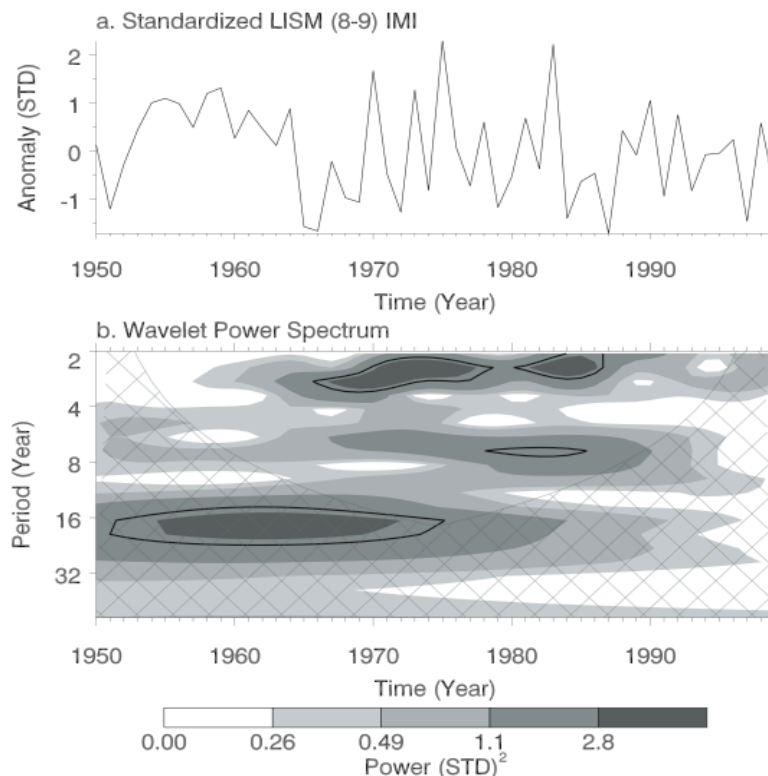 a. Standardized LISM (8-9) IMI
Anomaly (STD)
2
1
0
-1
1950 1960 1970 1980 1990
Time (Year)
b. Wavelet Power Spectrum
Period (Year)
2
4
8
16
32
1950 1960 1970 1980 1990
Time (Year)
0.00 0.26 0.49 1.1 2.8
Power (STD)²